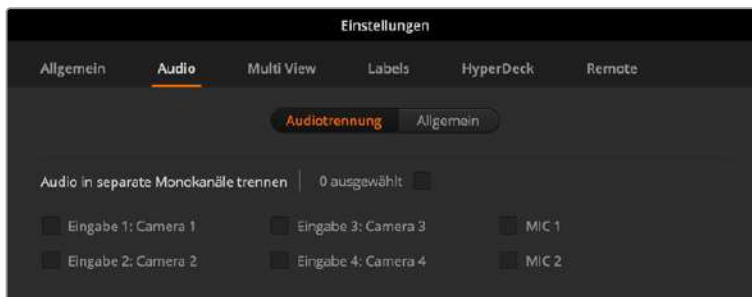 Einstellungen
Allgemein Audio Multi View Labels HyperDeck Remote
Audiotrennung Allgemein
Audio in separate Monokanäle trennen 0 ausgewählt
Eingabe 1: Camera 1 Eingabe 3: Camera 3 MIC 1
Eingabe 2: Camera 2 Eingabe 4: Camera 4 MIC 2